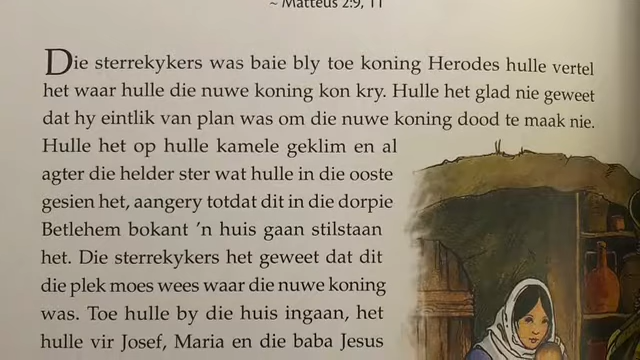 ~ Matteus 2:9, 11
Die sterrekykers was baie bly toe koning Herodes hulle vertel
het waar hulle die nuwe koning kon kry. Hulle het glad nie geweet
dat hy eintlik van plan was om die nuwe koning dood te maak nie.
Hulle het op hulle kamele geklim en al
agter die helder ster wat hulle in die ooste
gesien het, aangery totdat dit in die dorpie
Betlehem bokant ’n huis gaan stilstaan
het. Die sterrekykers het geweet dat dit
die plek moes wees waar die nuwe koning
was. Toe hulle by die huis ingaan, het
hulle vir Josef, Maria en die baba Jesus